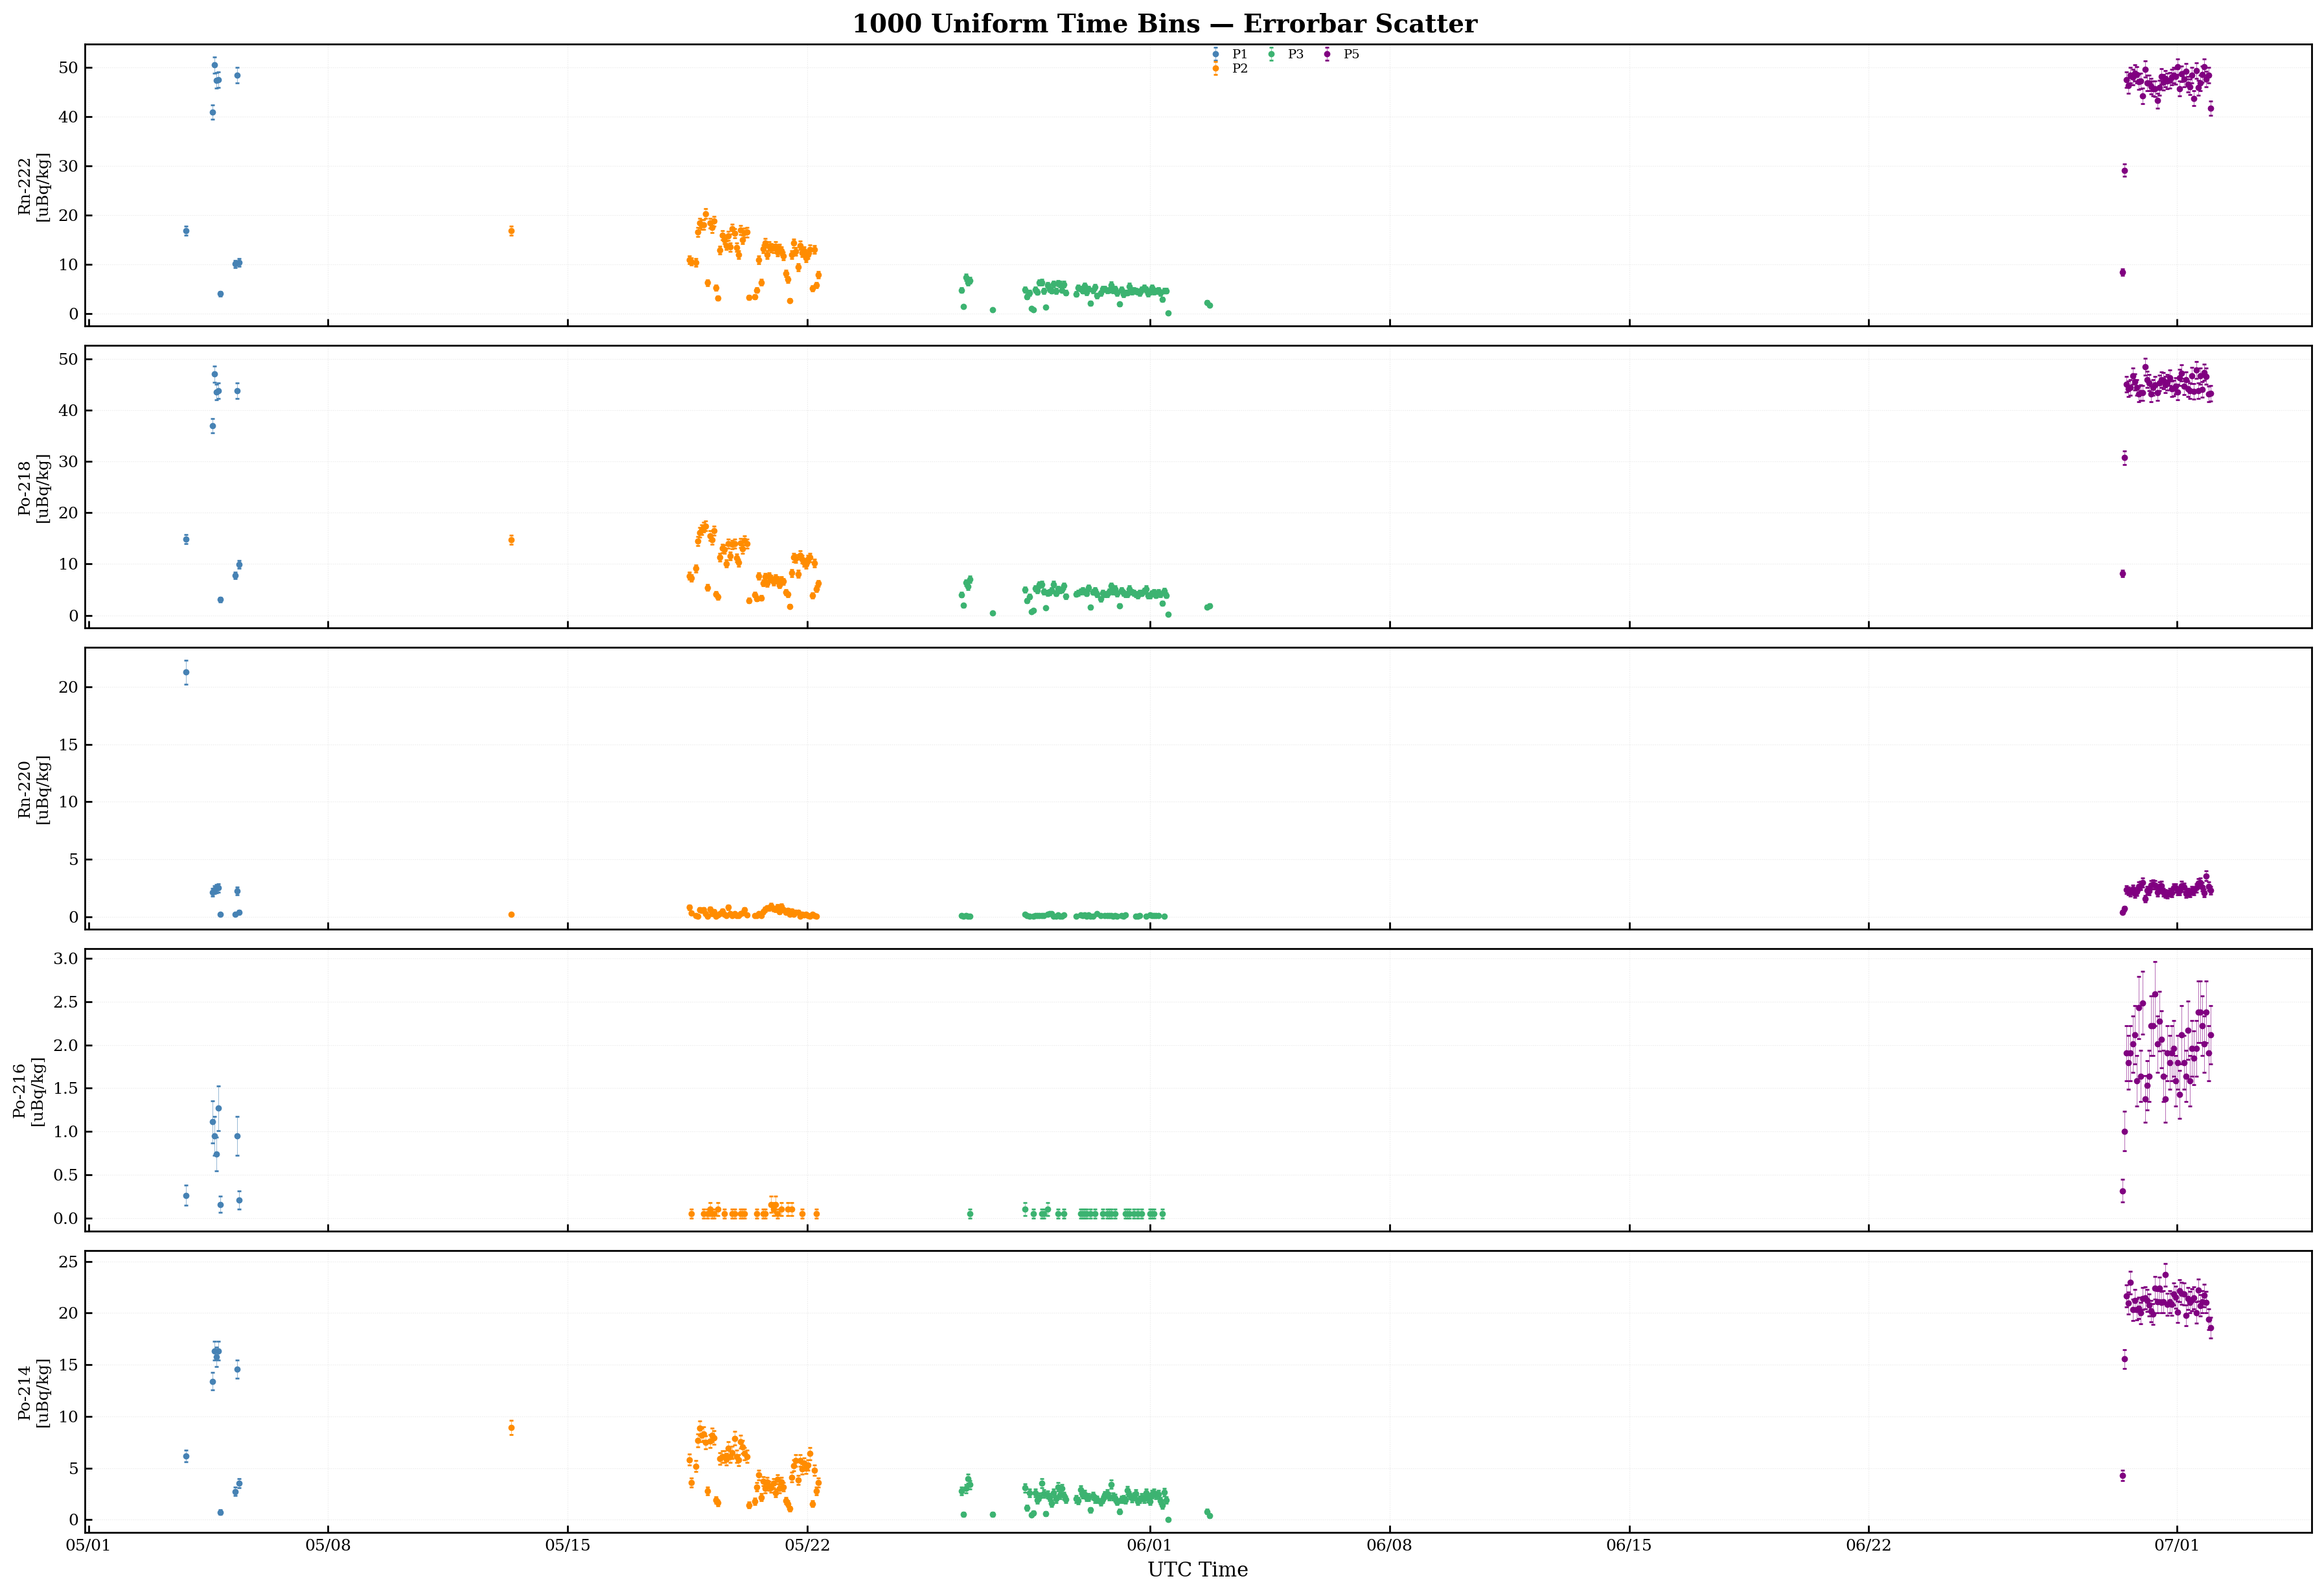 1000 Uniform Time Bins — Errorbar Scatter
P1 P3 P5
P2
Rn-222
[uBq/kg]
50
40
30
20
10
0
Po-218
[uBq/kg]
50
40
30
20
10
0
Rn-220
[uBq/kg]
20
15
10
5
0
Po-216
[uBq/kg]
3.0
2.5
2.0
1.5
1.0
0.5
0.0
Po-214
[uBq/kg]
25
20
15
10
5
0
05/01 05/08 05/15 05/22 06/01 06/08 06/15 06/22 07/01
UTC Time